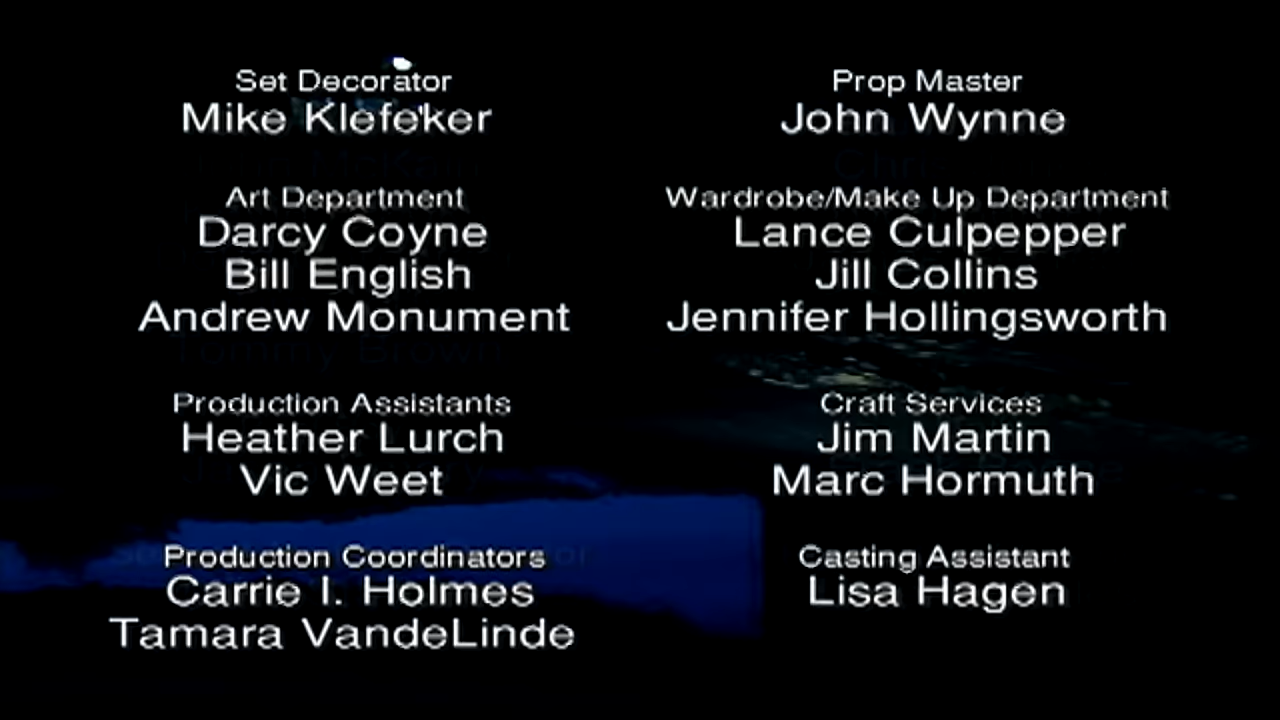 Set Decorator
Mike Klefeker
Art Department
Darcy Coyne
Bill English
Andrew Monument
Production Assistants
Heather Lurch
Vic Weet
Production Coordinators
Carrie I. Holmes
Tamara VandeLinde
Prop Master
John Wynne
Wardrobe/Make Up Department
Lance Culpepper
Jill Collins
Jennifer Hollingsworth
Craft Services
Jim Martin
Marc Hormuth
Casting Assistant
Lisa Hagen